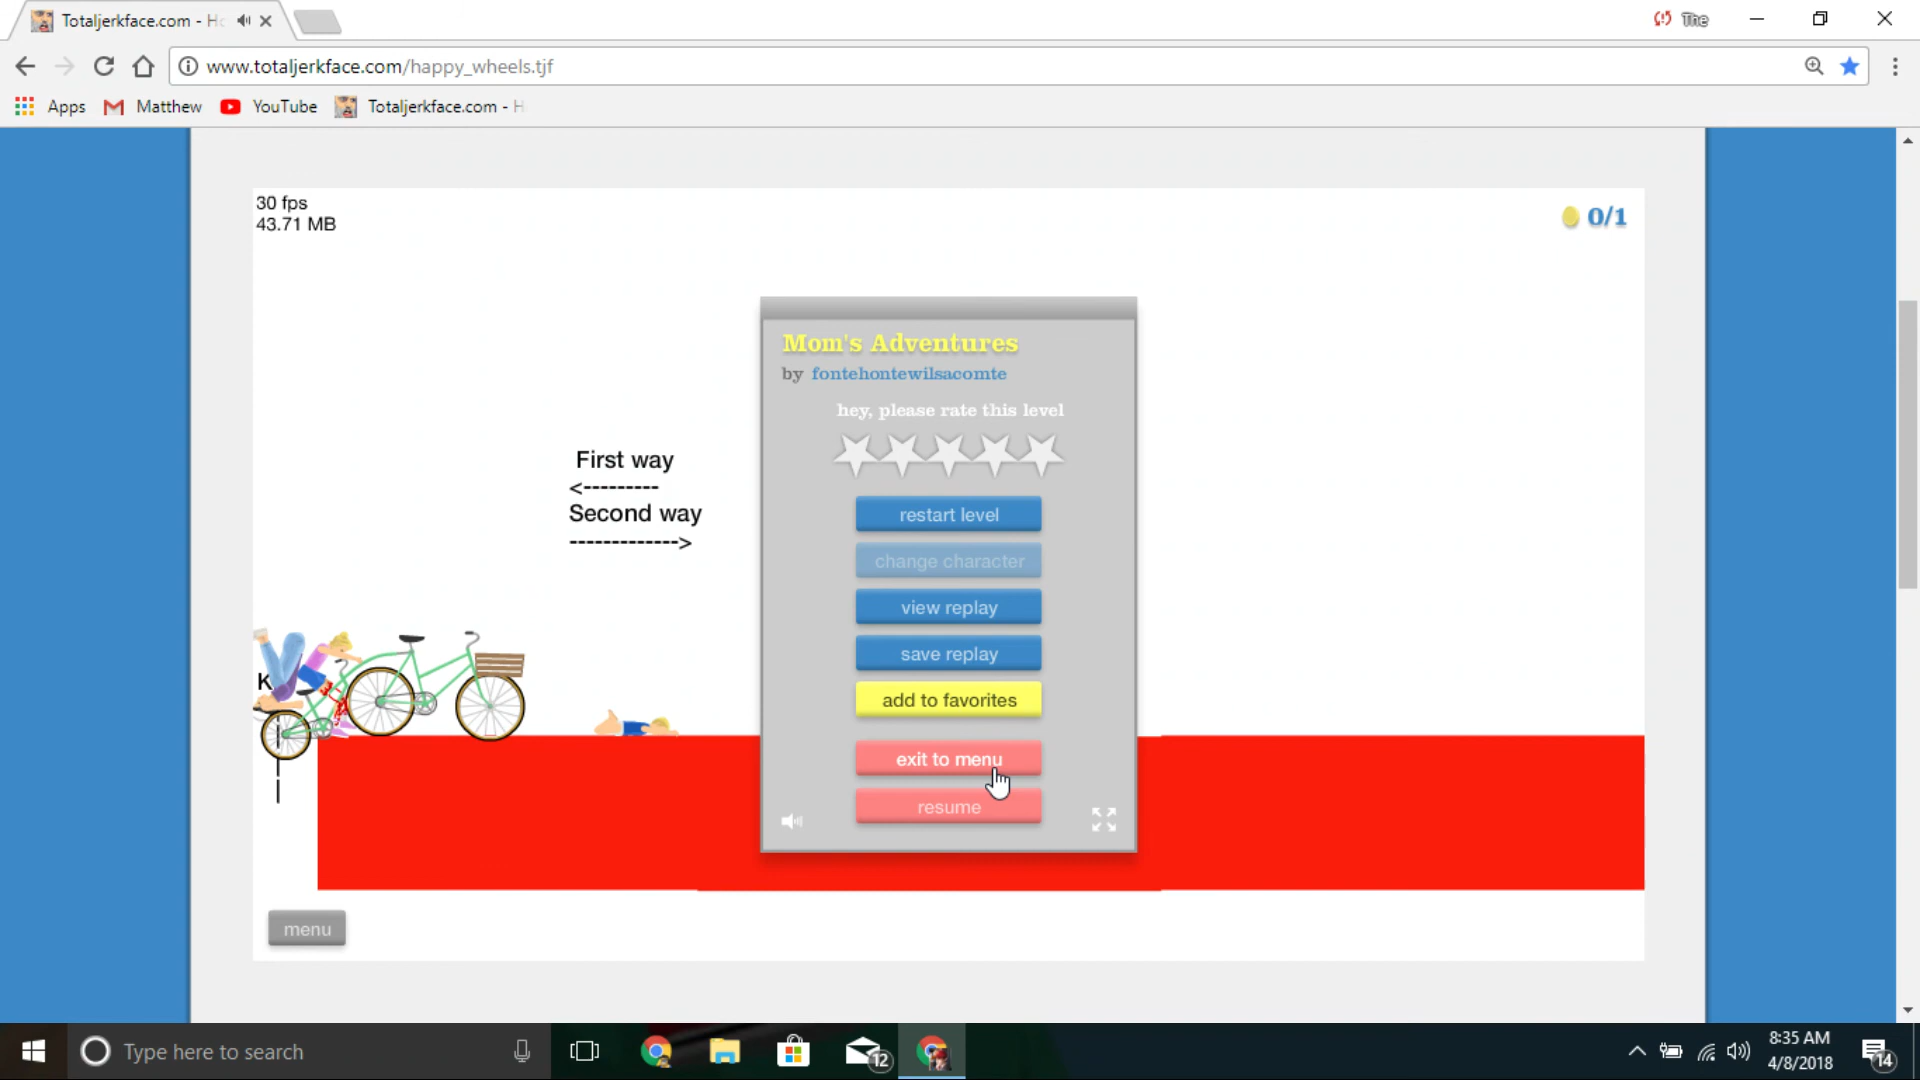 Totaljerkface.com - Ho
The
www.totaljerkface.com/happy_wheels.tjf
Apps
Matthew
YouTube
Totaljerkface.com - H
30 fps
43.71 MB
0/1
Mom's Adventures
by fontehontewilsacomte
hey, please rate this level
First way
<---------
Second way
------------->
restart level
change character
view replay
save replay
add to favorites
K
exit to menu
resume
menu
Type here to search
12
8:35 AM
4/8/2018
14